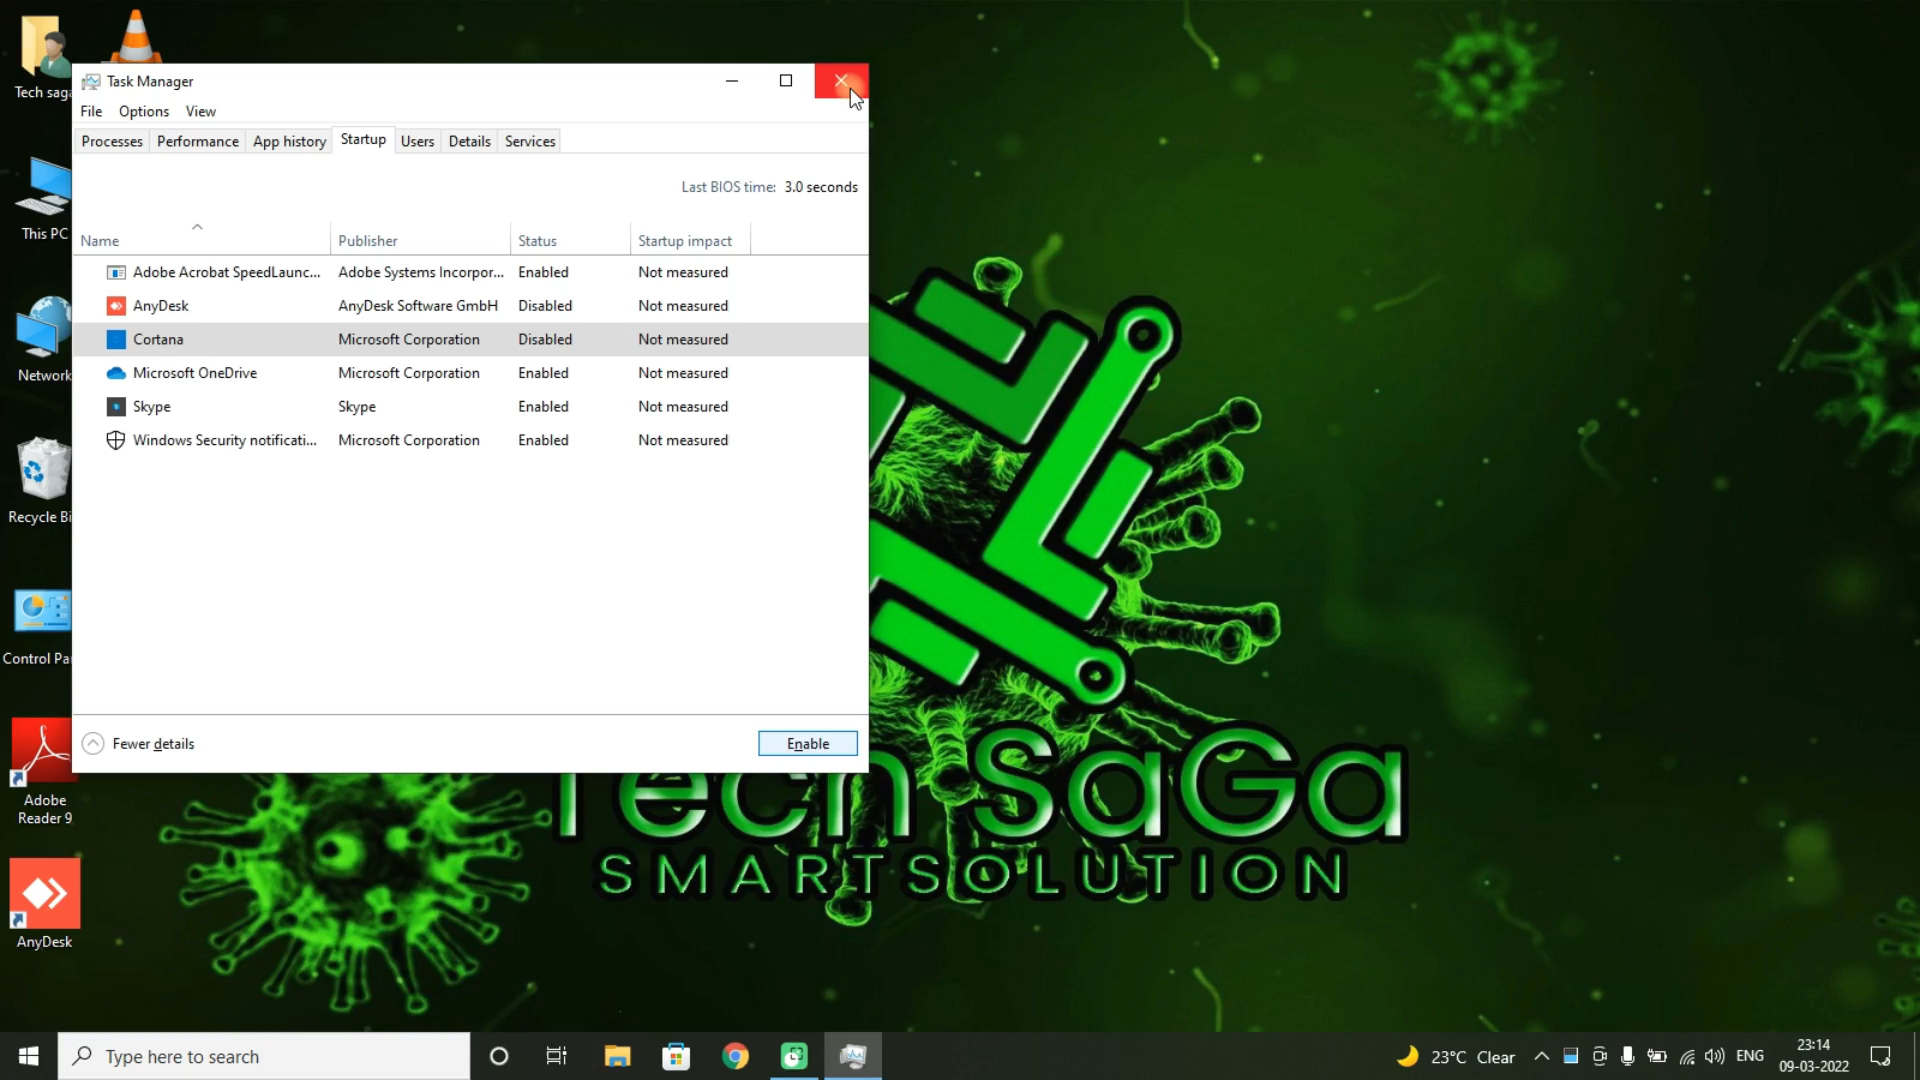 Tech saga
This PC
Network
Recycle Bi
Control Pa
Adobe
Reader 9
AnyDesk
Task Manager
File Options View
Processes Performance App history Startup Users Details Services
Last BIOS time: 3.0 seconds
Name Publisher Status Startup impact
Adobe Acrobat SpeedLaunc... Adobe Systems Incorpor... Enabled Not measured
AnyDesk AnyDesk Software GmbH Disabled Not measured
Cortana Microsoft Corporation Disabled Not measured
Microsoft OneDrive Microsoft Corporation Enabled Not measured
Skype Skype Enabled Not measured
Windows Security notificati... Microsoft Corporation Enabled Not measured
Fewer details Enable
Tech SaGa
SMARTSOLUTION
Type here to search
23°C Clear
ENG
23:14
09-03-2022